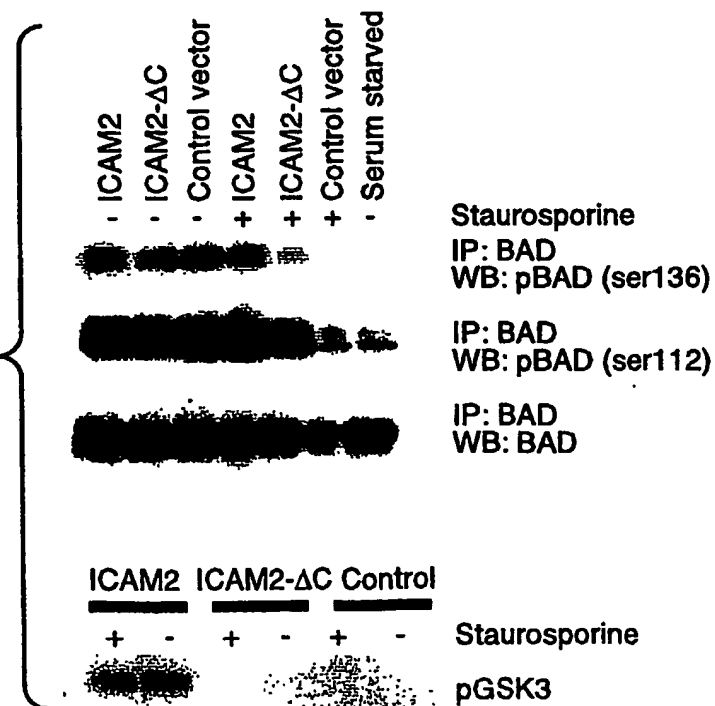 - ICAM2
- ICAM2-ΔC
- Control vector
+ ICAM2
+ ICAM2-ΔC
+ Control vector
- Serum starved
Staurosporine
IP: BAD
WB: pBAD (ser136)
IP: BAD
WB: pBAD (ser112)
IP: BAD
WB: BAD
ICAM2 ICAM2-ΔC Control
+ - + - + - Staurosporine
pGSK3